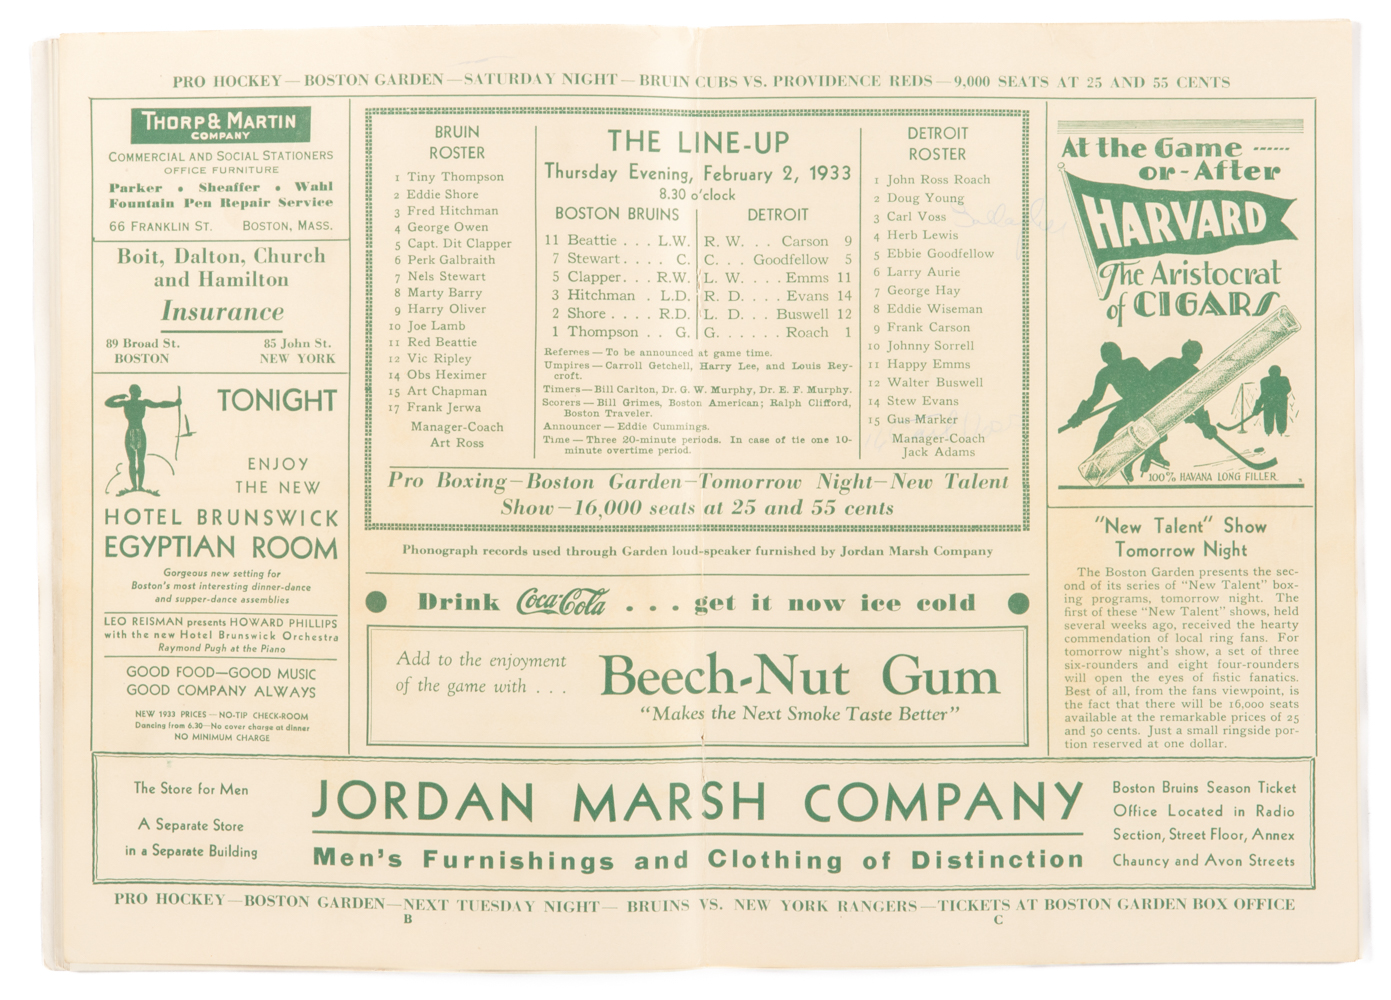 PRO HOCKEY—BOSTON GARDEN—SATURDAY NIGHT—BRUIN CUBS VS. PROVIDENCE REDS—9,000 SEATS AT 25 AND 55 CENTS
THORP & MARTIN
COMPANY
COMMERCIAL AND SOCIAL STATIONERS
OFFICE FURNITURE
Parker • Sheaffer • Wahl
Fountain Pen Repair Service
66 FRANKLIN ST. BOSTON, MASS.
Boit, Dalton, Church
and Hamilton
Insurance
89 Broad St. 85 John St.
BOSTON NEW YORK
TONIGHT
ENJOY
THE NEW
HOTEL BRUNSWICK
EGYPTIAN ROOM
Gorgeous new setting for
Boston's most interesting dinner-dance
and supper-dance assemblies
LEO REISMAN presents HOWARD PHILLIPS
with the new Hotel Brunswick Orchestra
Raymond Pugh at the Piano
GOOD FOOD—GOOD MUSIC
GOOD COMPANY ALWAYS
NEW 1933 PRICES—NO-TIP CHECK-ROOM
Dancing from 6.30—No cover charge at dinner
NO MINIMUM CHARGE
BRUIN
ROSTER
1 Tiny Thompson
2 Eddie Shore
3 Fred Hitchman
4 George Owen
5 Capt. Dit Clapper
6 Perk Galbraith
7 Nels Stewart
8 Marty Barry
9 Harry Oliver
10 Joe Lamb
11 Red Beattie
12 Vic Ripley
14 Obs Heximer
15 Art Chapman
17 Frank Jerwa
Manager-Coach
Art Ross
THE LINE-UP
Thursday Evening, February 2, 1933
8.30 o'clock
BOSTON BRUINS DETROIT
11 Beattie . . . L.W. R. W. . . . Carson 9
7 Stewart . . . . C. C. . . . Goodfellow 5
5 Clapper . . . R.W. L. W. . . . . Emms 11
3 Hitchman . L.D. R. D. . . . . Evans 14
2 Shore . . . . R.D. L. D. . . . Buswell 12
1 Thompson . . G. G. . . . . . . Roach 1
Referees—To be announced at game time.
Umpires—Carroll Getchell, Harry Lee, and Louis Rey-
croft.
Timers—Bill Carlton, Dr. G. W. Murphy, Dr. E. F. Murphy.
Scorers—Bill Grimes, Boston American; Ralph Clifford,
Boston Traveler.
Announcer—Eddie Cummings.
Time—Three 20-minute periods. In case of tie one 10-
minute overtime period.
DETROIT
ROSTER
1 John Ross Roach
2 Doug Young
3 Carl Voss
4 Herb Lewis
5 Ebbie Goodfellow
6 Larry Aurie
7 George Hay
8 Eddie Wiseman
9 Frank Carson
10 Johnny Sorrell
11 Happy Emms
12 Walter Buswell
14 Stew Evans
15 Gus Marker
Manager-Coach
Jack Adams
Pro Boxing—Boston Garden—Tomorrow Night—New Talent
Show—16,000 seats at 25 and 55 cents
Phonograph records used through Garden loud-speaker furnished by Jordan Marsh Company
Drink Coca-Cola . . . get it now ice cold
Add to the enjoyment
of the game with . . .
Beech-Nut Gum
"Makes the Next Smoke Taste Better"
At the Game ......
or - After
HARVARD
The Aristocrat
of CIGARS
100% HAVANA LONG FILLER
"New Talent" Show
Tomorrow Night
The Boston Garden presents the sec-
ond of its series of "New Talent" box-
ing programs, tomorrow night. The
first of these "New Talent" shows, held
several weeks ago, received the hearty
commendation of local ring fans. For
tomorrow night's show, a set of three
six-rounders and eight four-rounders
will open the eyes of fistic fanatics.
Best of all, from the fans viewpoint, is
the fact that there will be 16,000 seats
available at the remarkable prices of 25
and 50 cents. Just a small ringside por-
tion reserved at one dollar.
The Store for Men
A Separate Store
in a Separate Building
JORDAN MARSH COMPANY
Men's Furnishings and Clothing of Distinction
Boston Bruins Season Ticket
Office Located in Radio
Section, Street Floor, Annex
Chauncy and Avon Streets
PRO HOCKEY—BOSTON GARDEN—NEXT TUESDAY NIGHT—BRUINS VS. NEW YORK RANGERS—TICKETS AT BOSTON GARDEN BOX OFFICE
B C